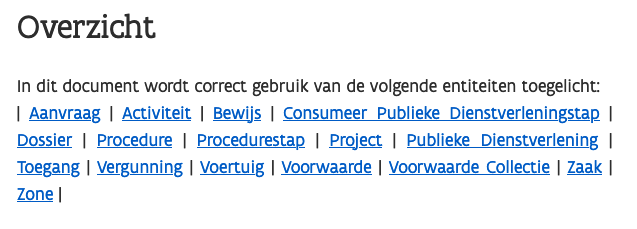 Overzicht
In dit document wordt correct gebruik van de volgende entiteiten toegelicht:
| Aanvraag | Activiteit | Bewijs | Consumeer Publieke Dienstverleningstap |
Dossier | Procedure | Procedurestap | Project | Publieke Dienstverlening |
Toegang | Vergunning | Voertuig | Voorwaarde | Voorwaarde Collectie | Zaak |
Zone |